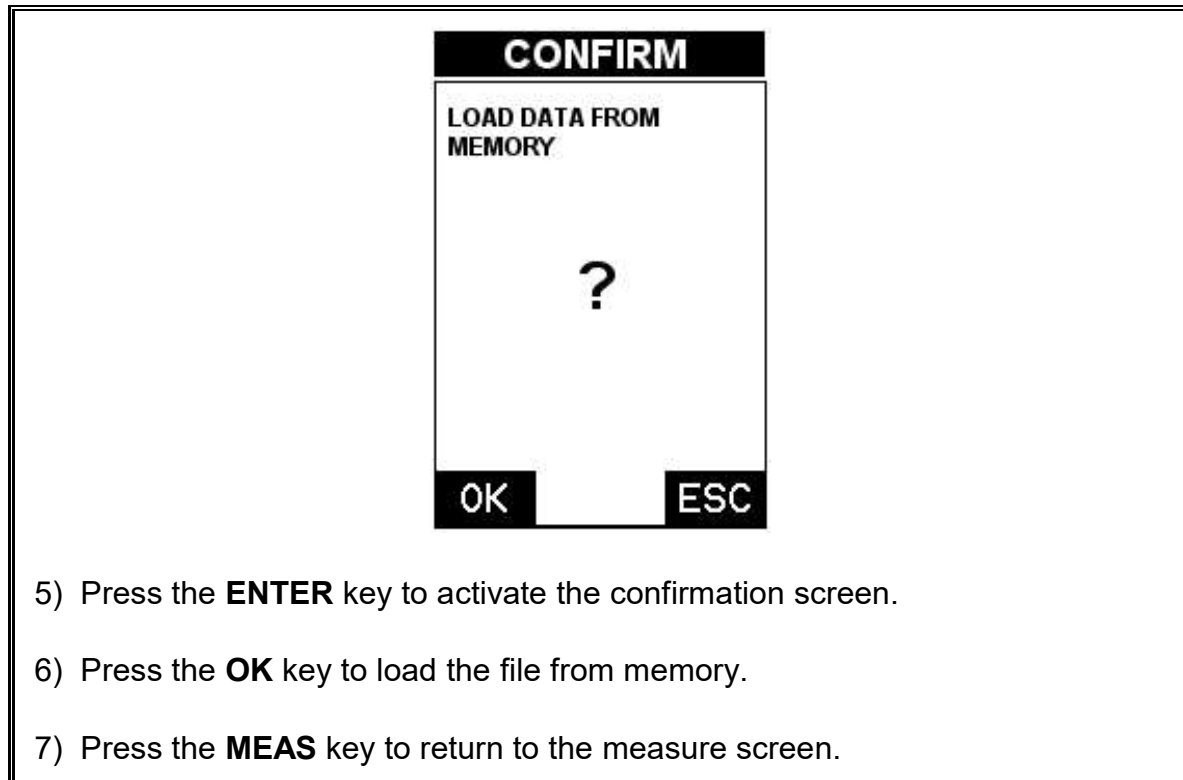 CONFIRM
LOAD DATA FROM
MEMORY
?
OK ESC
5) Press the ENTER key to activate the confirmation screen.
6) Press the OK key to load the file from memory.
7) Press the MEAS key to return to the measure screen.